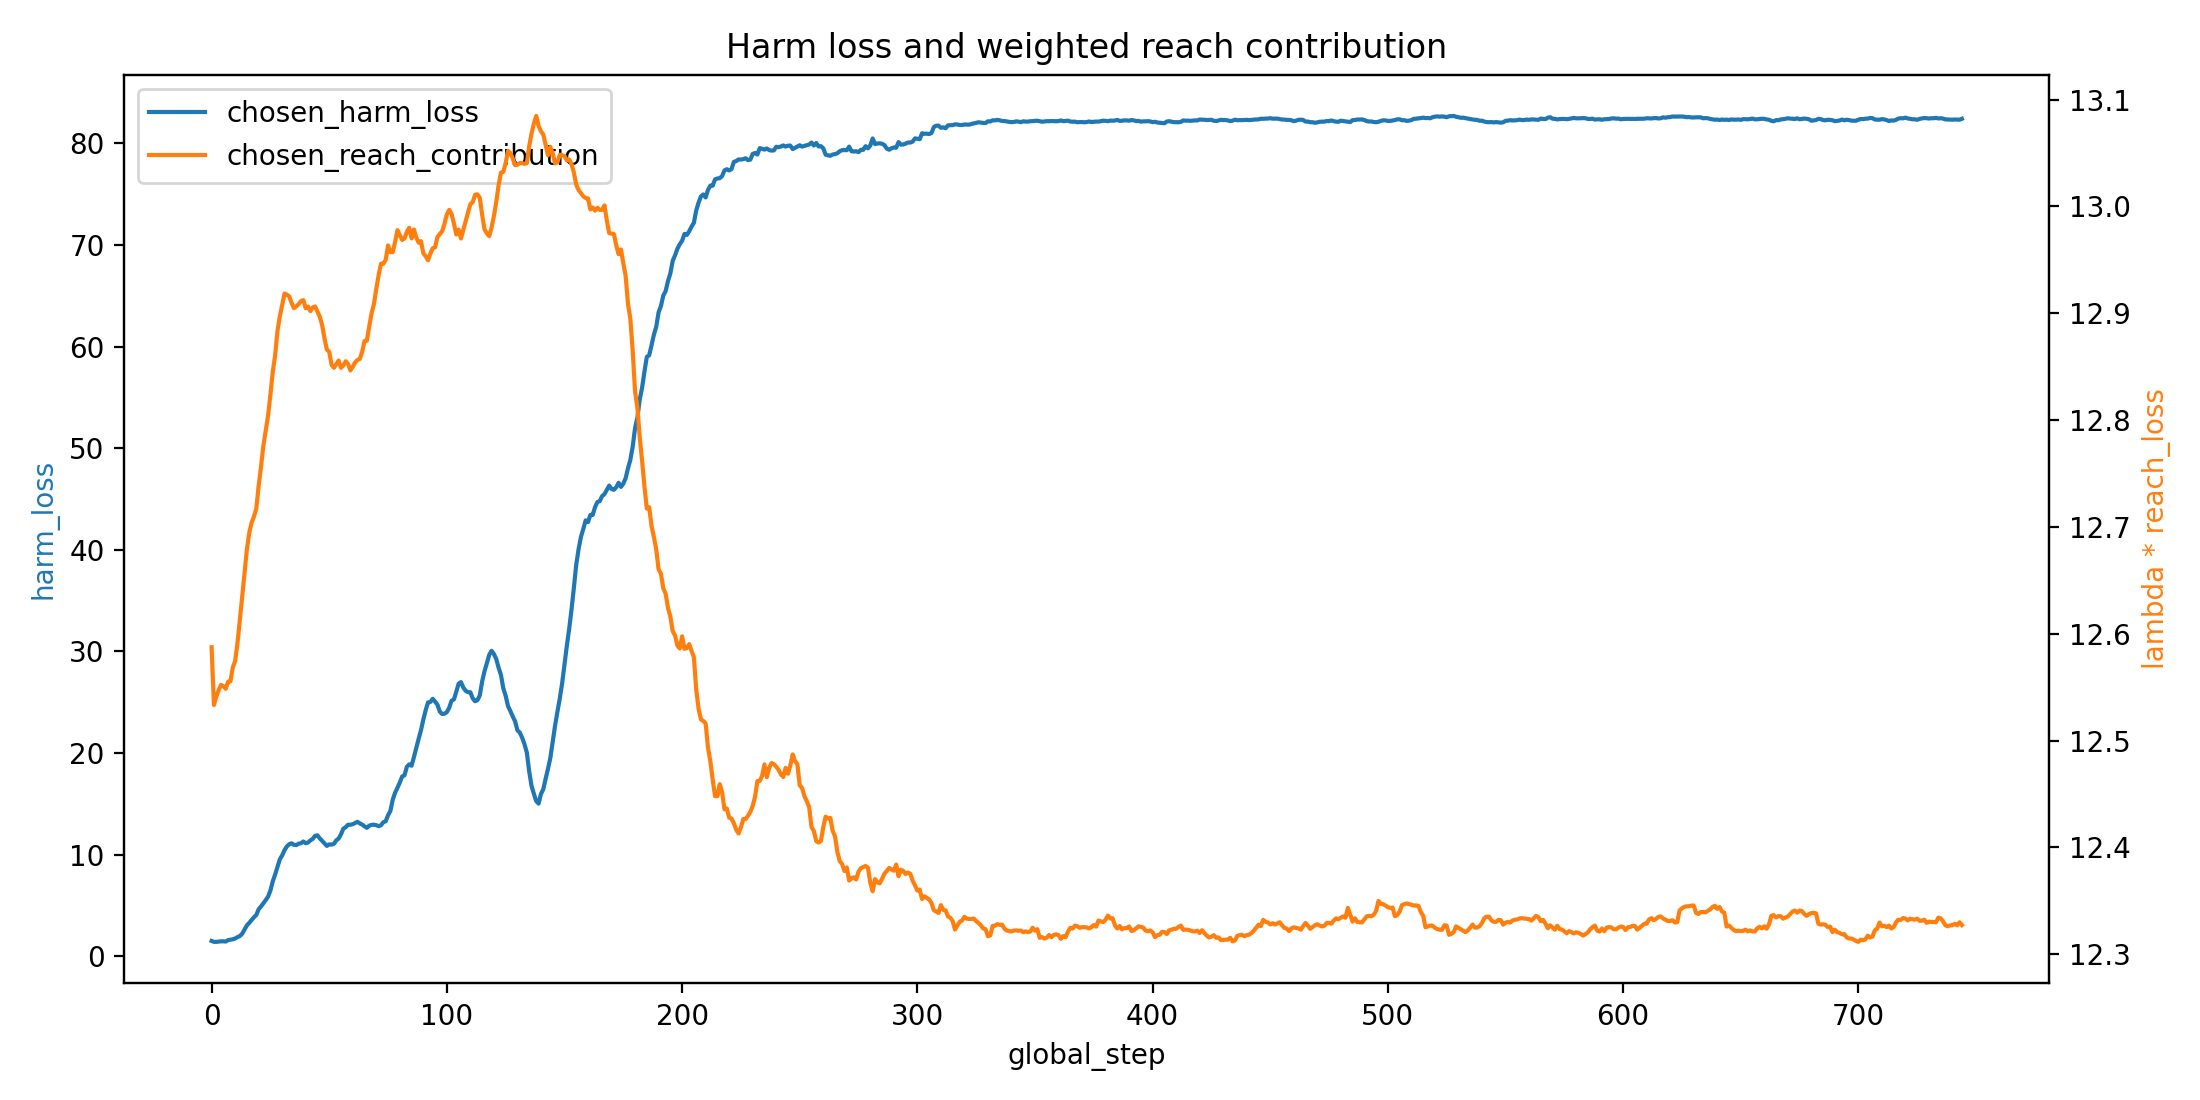 Harm loss and weighted reach contribution
chosen_harm_loss
chosen_reach_contribution
80
70
60
50
40
30
20
10
0
harm_loss
13.1
13.0
12.9
12.8
12.7
12.6
12.5
12.4
12.3
lambda * reach_loss
0 100 200 300 400 500 600 700
global_step